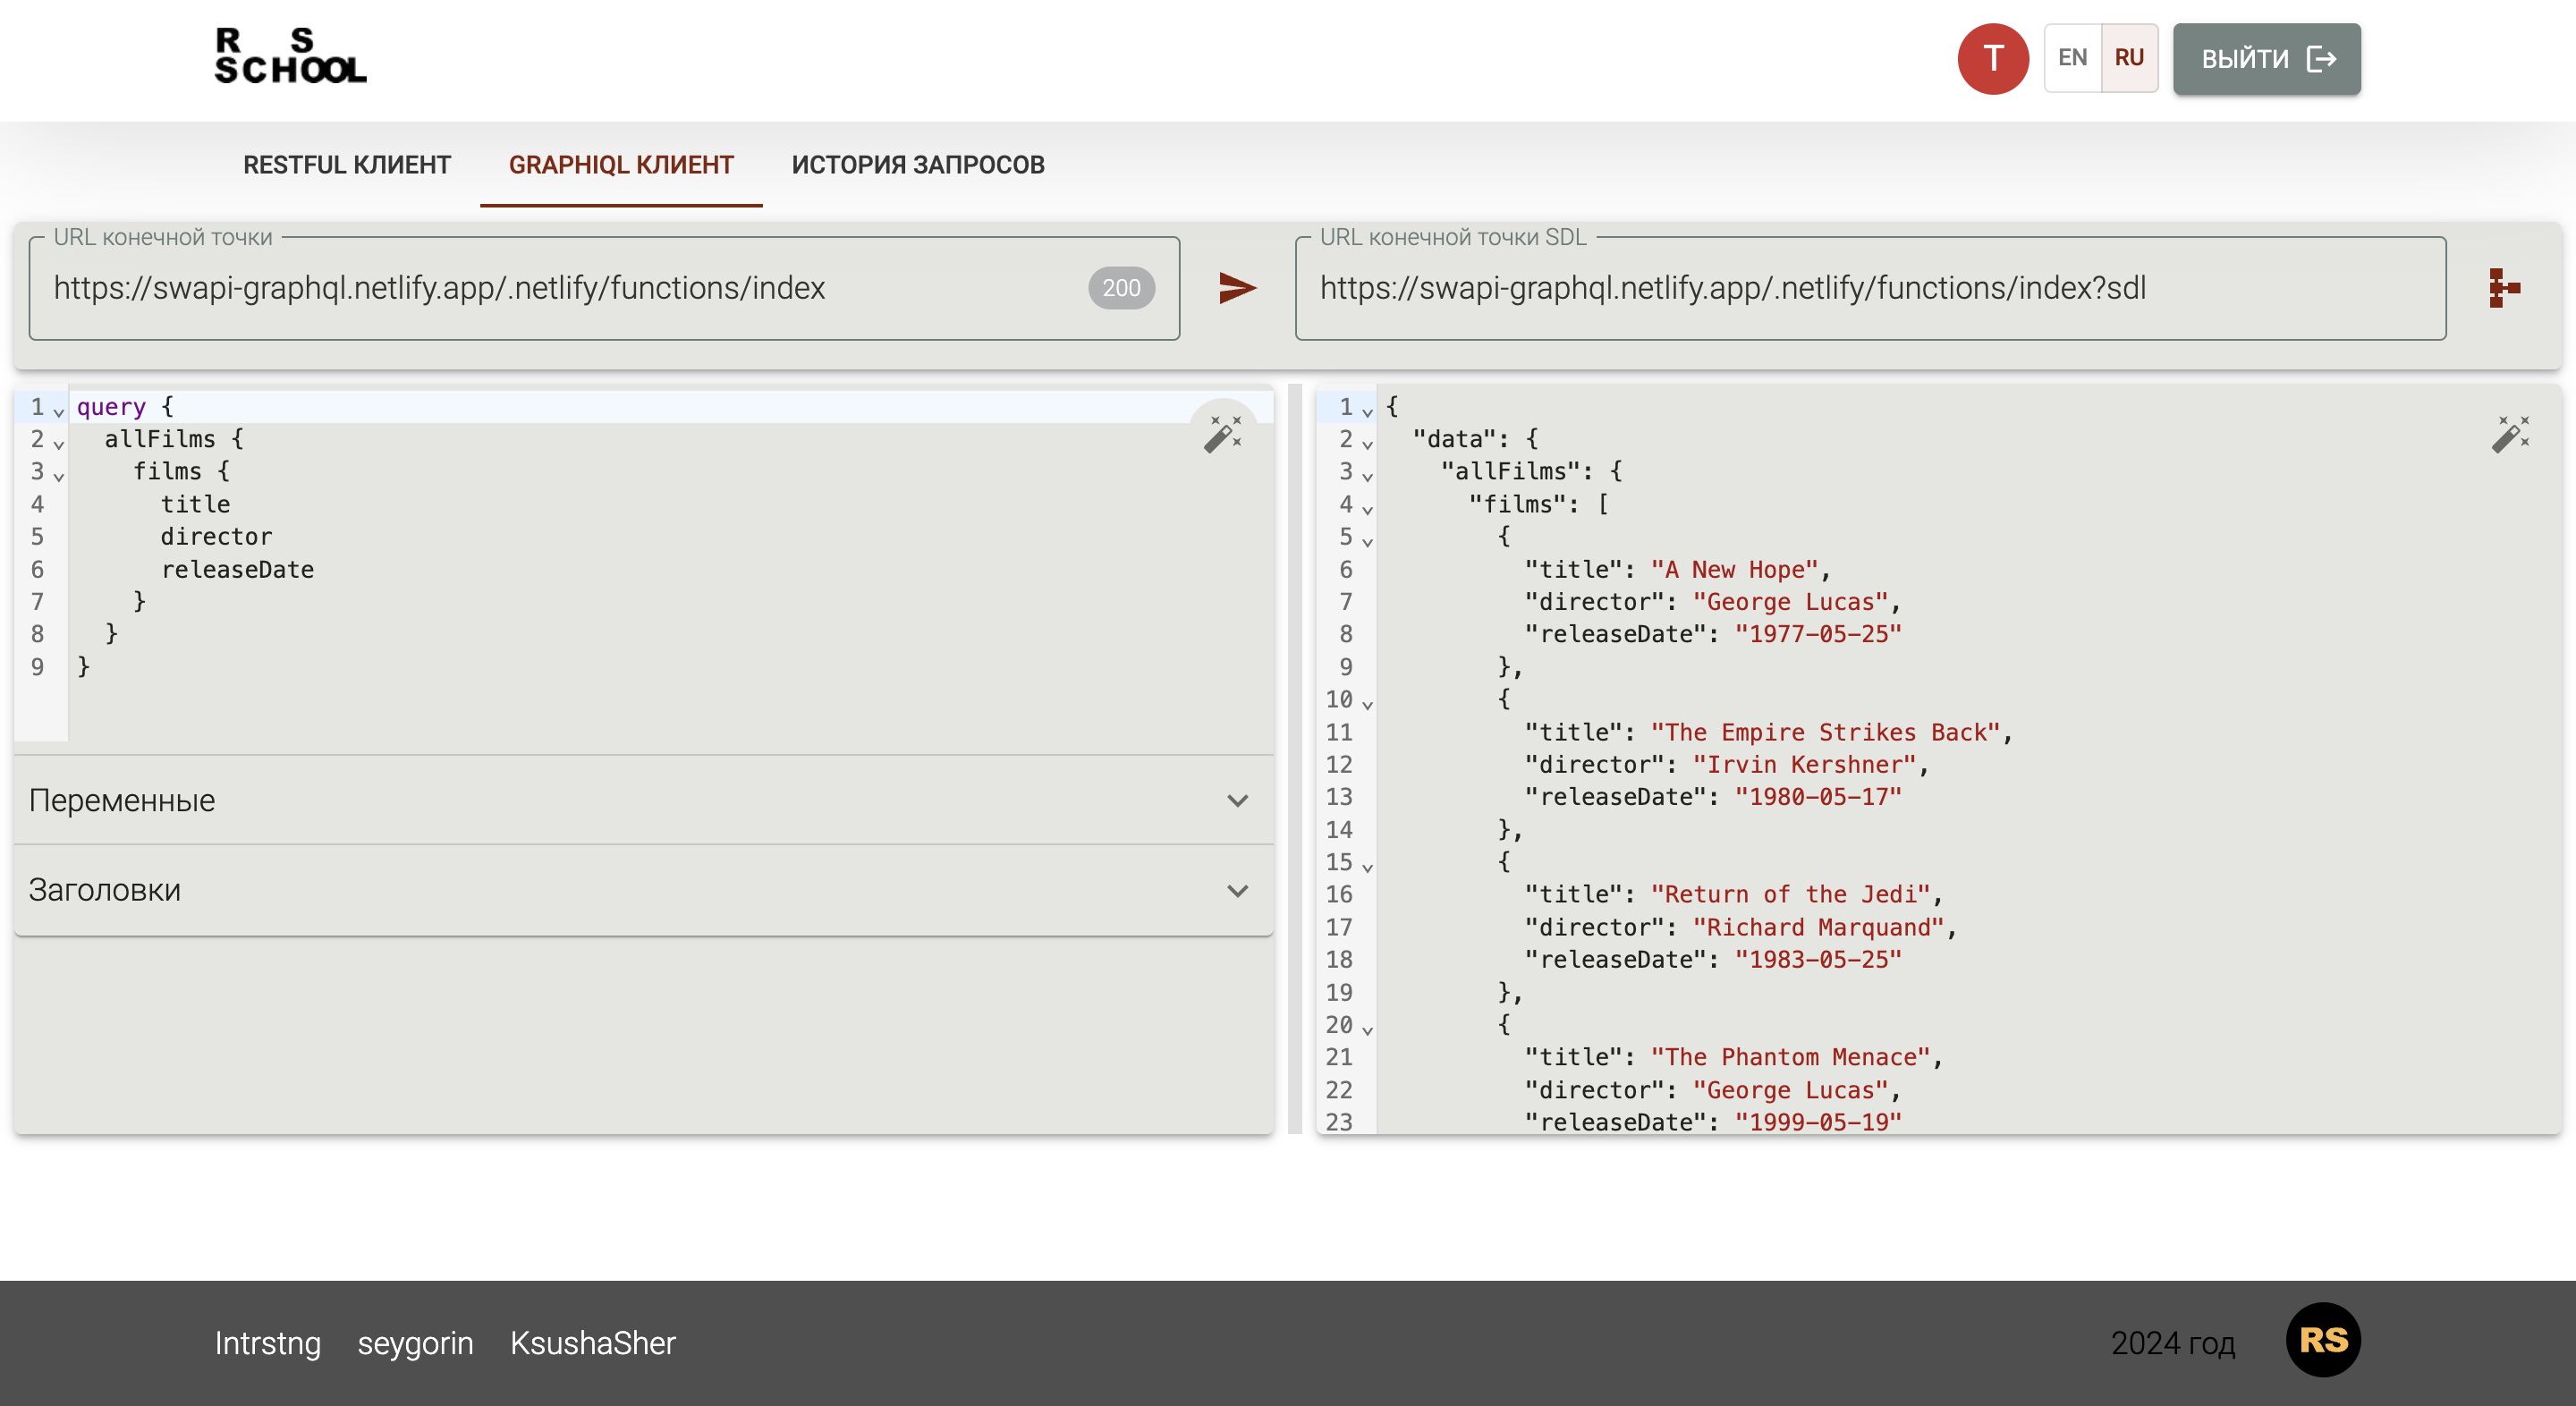 R S
SCHOOL
T
EN
RU
ВЫЙТИ
RESTFUL КЛИЕНТ
GRAPHIQL КЛИЕНТ
ИСТОРИЯ ЗАПРОСОВ
URL конечной точки
https://swapi-graphql.netlify.app/.netlify/functions/index
200
URL конечной точки SDL
https://swapi-graphql.netlify.app/.netlify/functions/index?sdl
1 query {
2   allFilms {
3     films {
4       title
5       director
6       releaseDate
7     }
8   }
9 }
Переменные
Заголовки
1 {
2   "data": {
3     "allFilms": {
4       "films": [
5         {
6           "title": "A New Hope",
7           "director": "George Lucas",
8           "releaseDate": "1977-05-25"
9         },
10         {
11           "title": "The Empire Strikes Back",
12           "director": "Irvin Kershner",
13           "releaseDate": "1980-05-17"
14         },
15         {
16           "title": "Return of the Jedi",
17           "director": "Richard Marquand",
18           "releaseDate": "1983-05-25"
19         },
20         {
21           "title": "The Phantom Menace",
22           "director": "George Lucas",
23           "releaseDate": "1999-05-19"
Intrstng
seygorin
KsushaSher
2024 год
RS